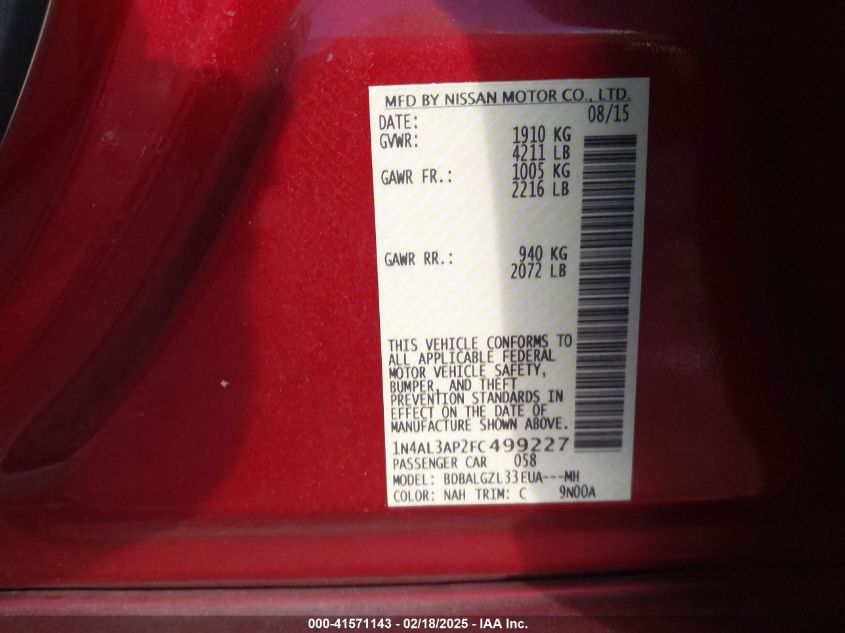 MFD BY NISSAN MOTOR CO., LTD.
DATE: 08/15
GVWR: 1910 KG
4211 LB
GAWR FR.: 1005 KG
2216 LB
GAWR RR.: 940 KG
2072 LB
THIS VEHICLE CONFORMS TO
ALL APPLICABLE FEDERAL
MOTOR VEHICLE SAFETY,
BUMPER, AND THEFT
PREVENTION STANDARDS IN
EFFECT ON THE DATE OF
MANUFACTURE SHOWN ABOVE.
1N4AL3AP2FC499227
PASSENGER CAR 058
MODEL: BDBALGZL33EUA---MH
COLOR: NAH TRIM: C 9N00A
000-41571143 - 02/18/2025 - IAA Inc.